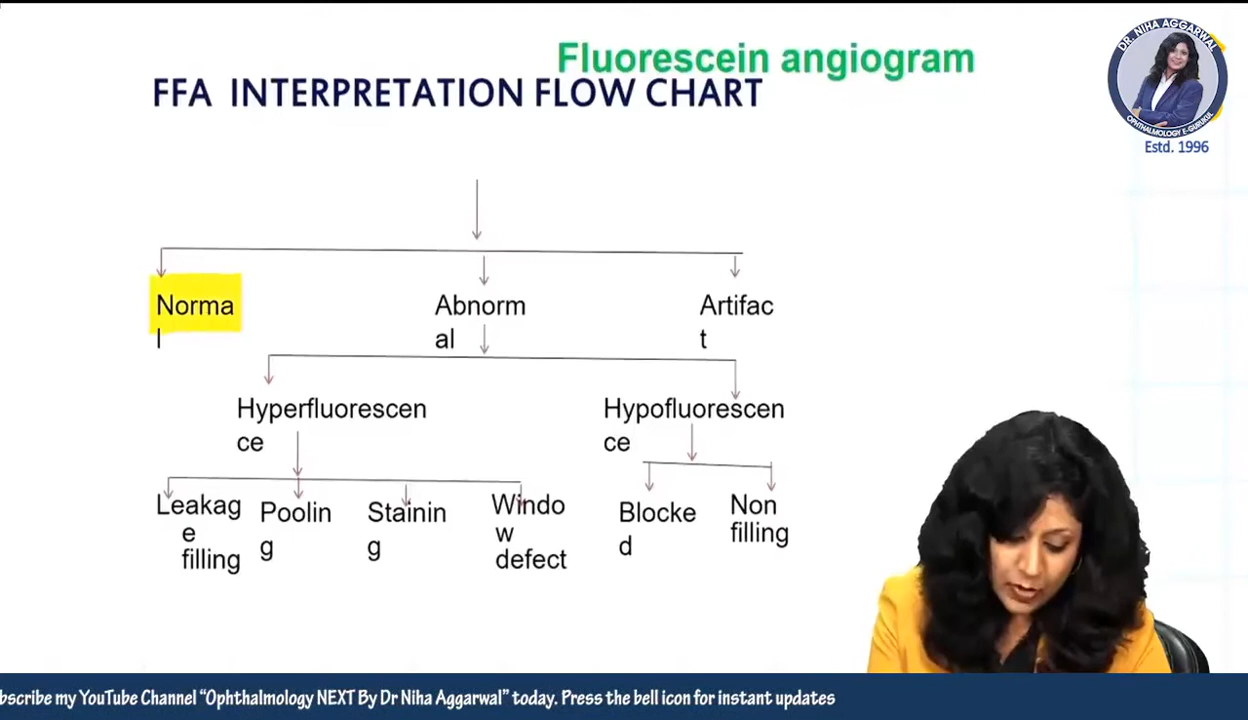 Fluorescein angiogram
FFA INTERPRETATION FLOW CHART
DR. NIHA AGGARWAL
OPHTHALMOLOGY E-GURUKUL
Estd. 1996
Norma
l
Abnorm
al
Artifac
t
Hyperfluorescen
ce
Hypofluorescen
ce
Leakag
e
filling
Poolin
g
Stainin
g
Windo
w
defect
Blocke
d
Non
filling
bscribe my YouTube Channel “Ophthalmology NEXT By Dr Niha Aggarwal” today. Press the bell icon for instant updates